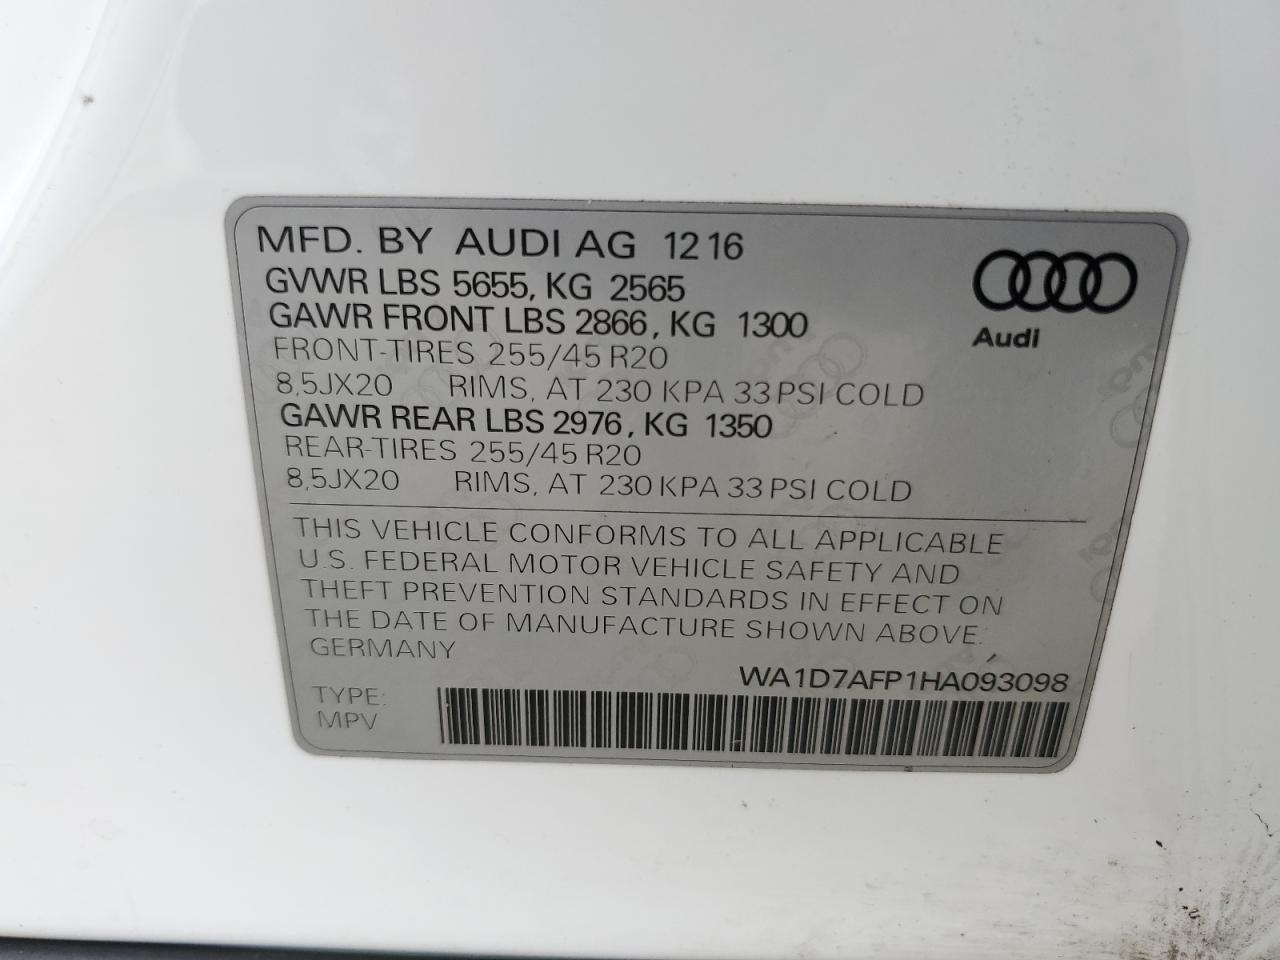 MFD. BY AUDI AG 12 16
GVWR LBS 5655, KG 2565
GAWR FRONT LBS 2866, KG 1300
FRONT-TIRES 255/45 R20
8,5JX20 RIMS, AT 230 KPA 33 PSI COLD
GAWR REAR LBS 2976, KG 1350
REAR-TIRES 255/45 R20
8,5JX20 RIMS, AT 230 KPA 33 PSI COLD
Audi
THIS VEHICLE CONFORMS TO ALL APPLICABLE
U.S. FEDERAL MOTOR VEHICLE SAFETY AND
THEFT PREVENTION STANDARDS IN EFFECT ON
THE DATE OF MANUFACTURE SHOWN ABOVE.
GERMANY
WA1D7AFP1HA093098
TYPE:
MPV